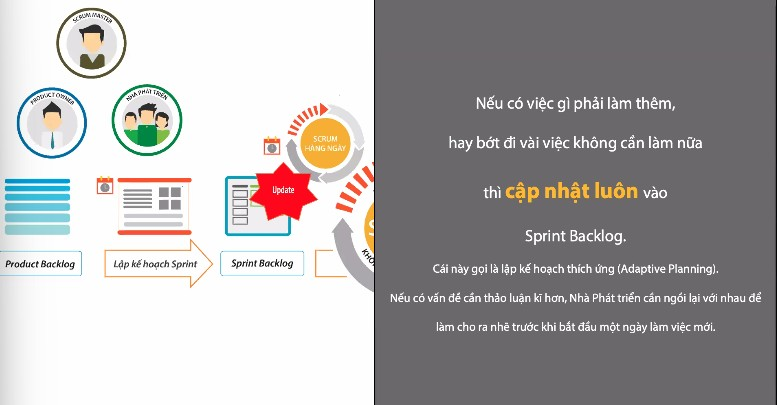 SCRUM MASTER
PRODUCT OWNER
NHÀ PHÁT TRIỂN
SCRUM
HÀNG NGÀY
Update
Product Backlog
Lập kế hoạch Sprint
Sprint Backlog
Nếu có việc gì phải làm thêm,
hay bớt đi vài việc không cần làm nữa
thì cập nhật luôn vào
Sprint Backlog.
Cái này gọi là lập kế hoạch thích ứng (Adaptive Planning).
Nếu có vấn đề cần thảo luận kĩ hơn, Nhà Phát triển cần ngồi lại với nhau để
làm cho ra nhẽ trước khi bắt đầu một ngày làm việc mới.